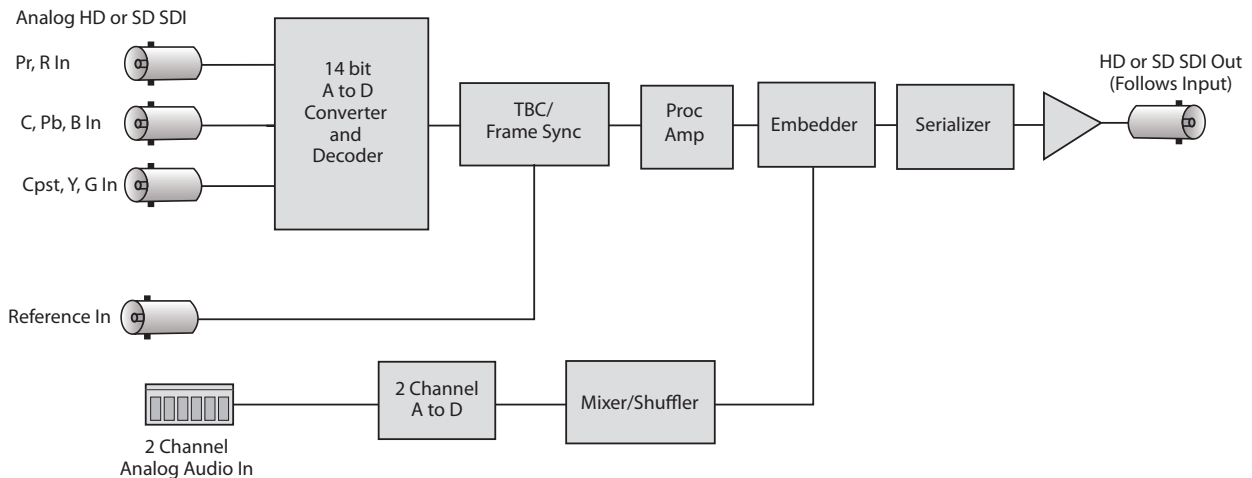 Analog HD or SD SDI
Pr, R In
C, Pb, B In
Cpst, Y, G In
14 bit
A to D
Converter
and
Decoder
TBC/
Frame Sync
Proc
Amp
Embedder
Serializer
HD or SD SDI Out
(Follows Input)
Reference In
2 Channel
Analog Audio In
2 Channel
A to D
Mixer/Shuffler